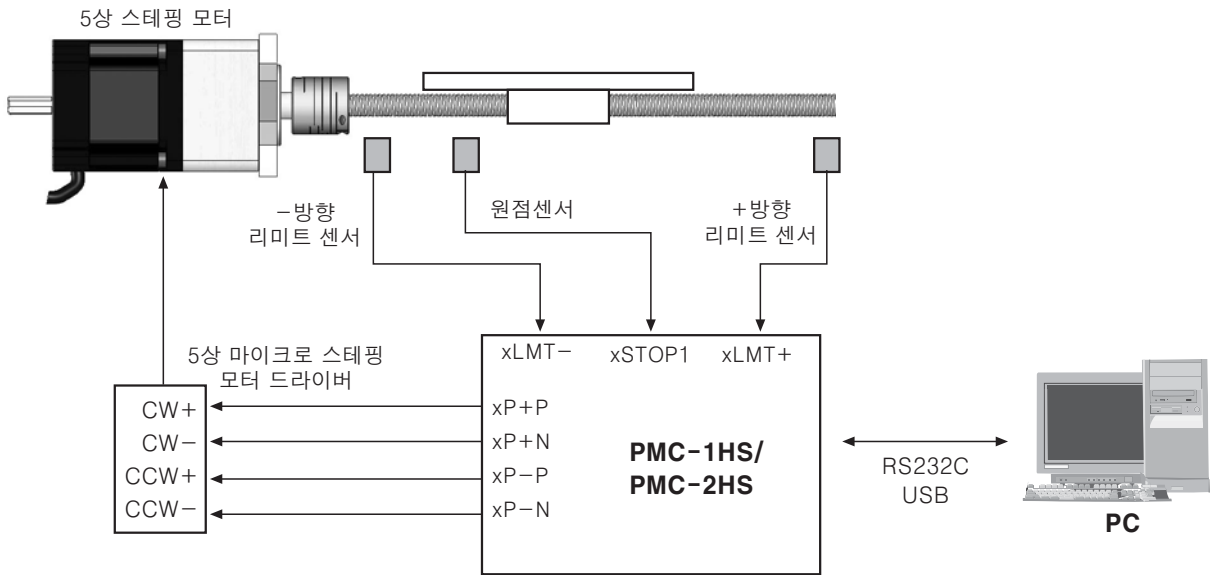 5상 스테핑 모터
-방향
리미트 센서
원점센서
+방향
리미트 센서
xLMT-
xSTOP1
xLMT+
5상 마이크로 스테핑
모터 드라이버
CW+
CW-
CCW+
CCW-
xP+P
xP+N
xP-P
xP-N
PMC-1HS/
PMC-2HS
RS232C
USB
PC